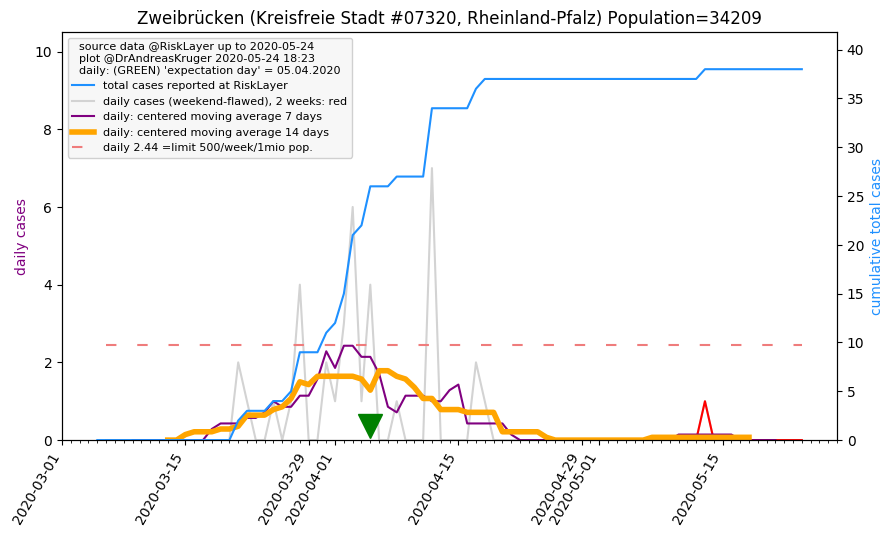 Zweibrücken (Kreisfreie Stadt #07320, Rheinland-Pfalz) Population=34209
source data @RiskLayer up to 2020-05-24
plot @DrAndreasKruger 2020-05-24 18:23
daily: (GREEN) 'expectation day' = 05.04.2020
total cases reported at RiskLayer
daily cases (weekend-flawed), 2 weeks: red
daily: centered moving average 7 days
daily: centered moving average 14 days
daily 2.44 =limit 500/week/1mio pop.
daily cases
10
8
6
4
2
0
cumulative total cases
40
35
30
25
20
15
10
5
0
2020-03-01
2020-03-15
2020-03-29
2020-04-01
2020-04-15
2020-04-29
2020-05-01
2020-05-15